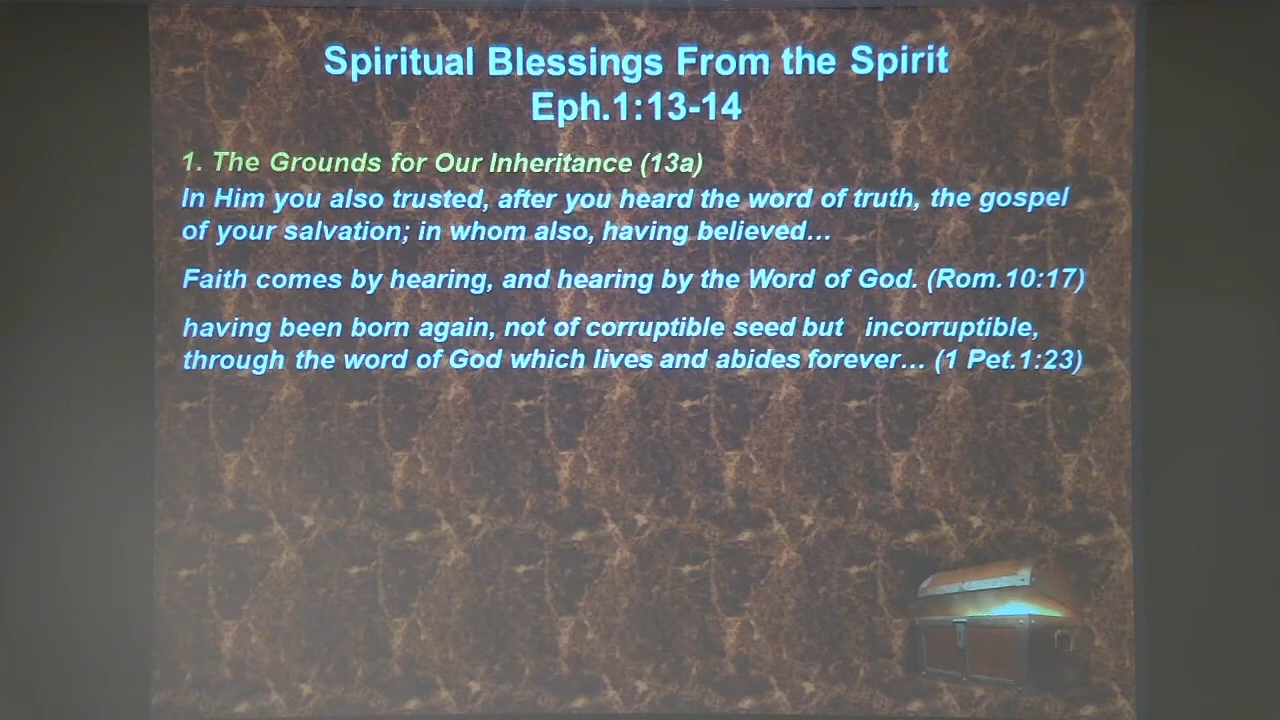 Spiritual Blessings From the Spirit
Eph.1:13-14
1. The Grounds for Our Inheritance (13a)
In Him you also trusted, after you heard the word of truth, the gospel
of your salvation; in whom also, having believed…
Faith comes by hearing, and hearing by the Word of God. (Rom.10:17)
having been born again, not of corruptible seed but incorruptible,
through the word of God which lives and abides forever… (1 Pet.1:23)